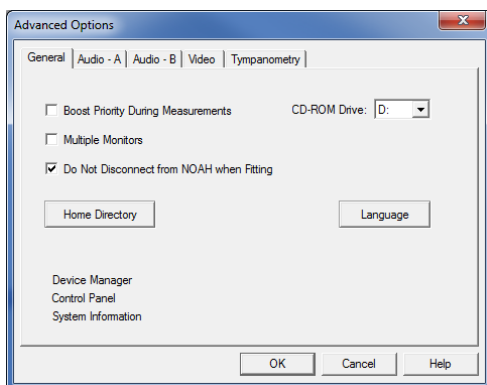 Advanced Options
General Audio - A Audio - B Video Tympanometry
Boost Priority During Measurements CD-ROM Drive: D:
Multiple Monitors
Do Not Disconnect from NOAH when Fitting
Home Directory Language
Device Manager
Control Panel
System Information
OK Cancel Help